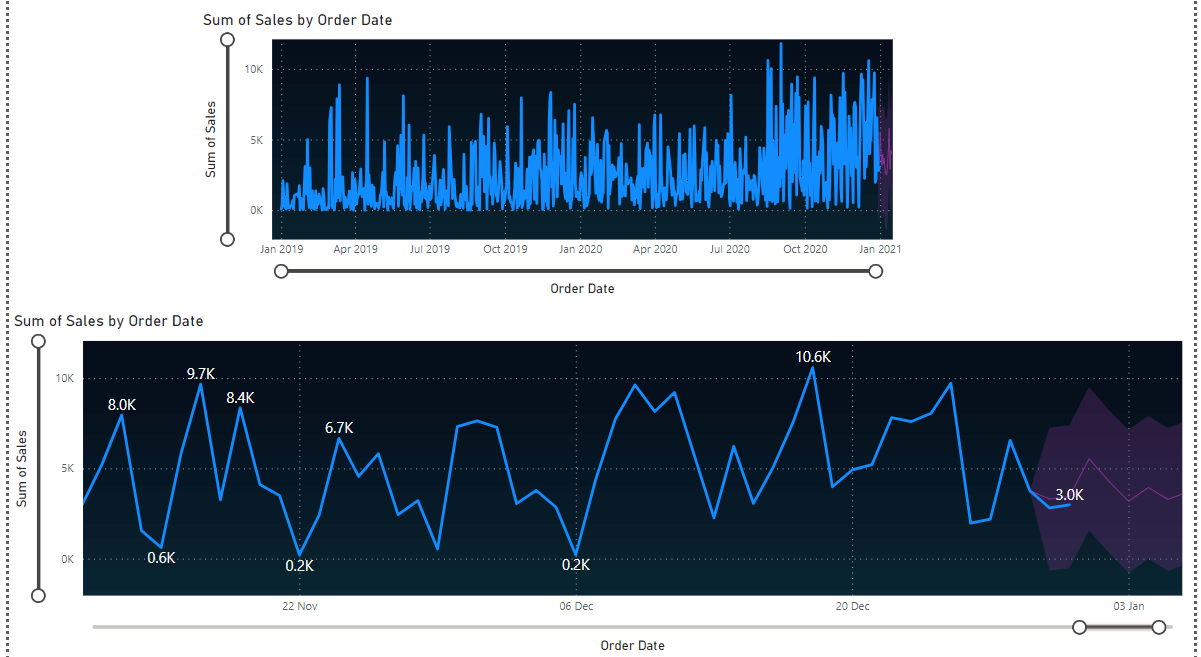 Sum of Sales by Order Date
10K
5K
0K
Sum of Sales
Jan 2019 Apr 2019 Jul 2019 Oct 2019 Jan 2020 Apr 2020 Jul 2020 Oct 2020 Jan 2021
Order Date
Sum of Sales by Order Date
10K
5K
0K
Sum of Sales
8.0K
0.6K
9.7K
8.4K
0.2K
6.7K
0.2K
10.6K
3.0K
22 Nov 06 Dec 20 Dec 03 Jan
Order Date